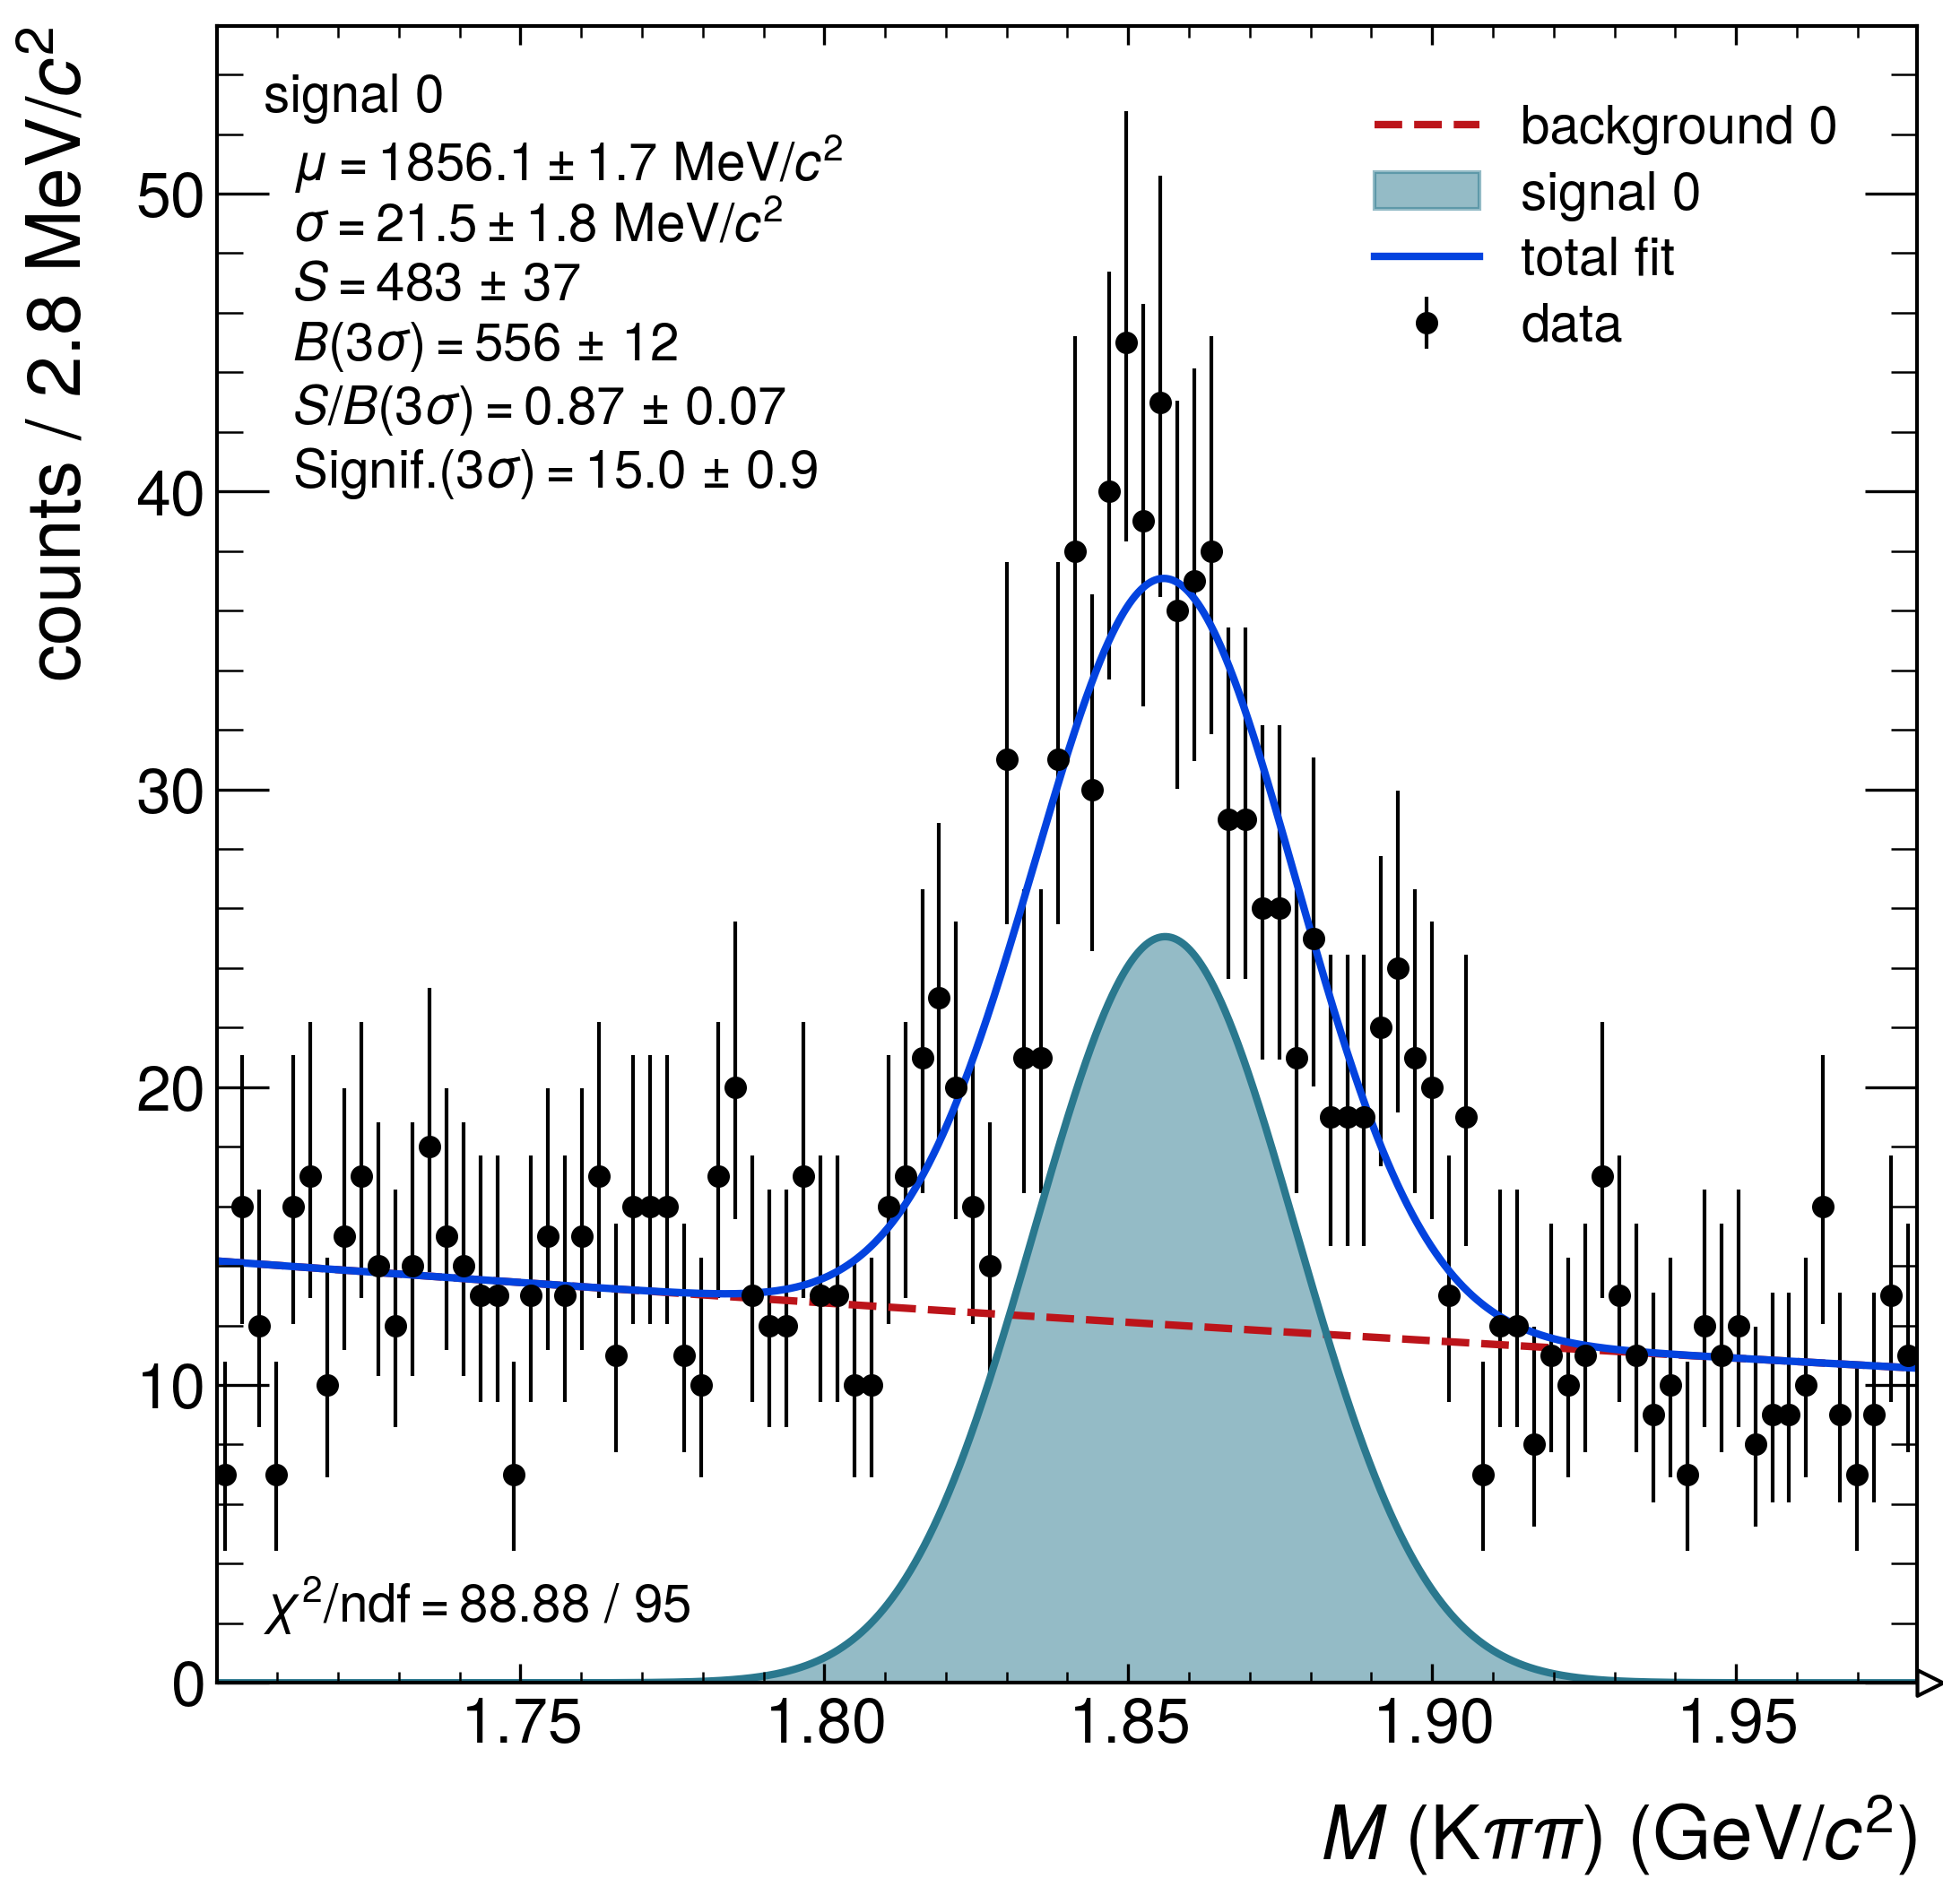 counts / 2.8 MeV/c²
signal 0
μ = 1856.1 ± 1.7 MeV/c²
σ = 21.5 ± 1.8 MeV/c²
S = 483 ± 37
B(3σ) = 556 ± 12
S/B(3σ) = 0.87 ± 0.07
Signif.(3σ) = 15.0 ± 0.9
background 0
signal 0
total fit
data
50
40
30
20
10
0
χ²/ndf = 88.88 / 95
1.75 1.80 1.85 1.90 1.95
M (Kππ) (GeV/c²)